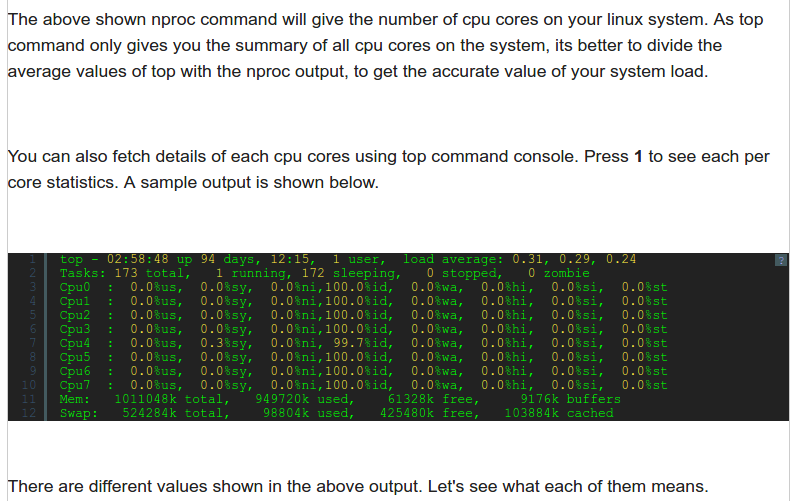 The above shown nproc command will give the number of cpu cores on your linux system. As top
command only gives you the summary of all cpu cores on the system, its better to divide the
average values of top with the nproc output, to get the accurate value of your system load.
You can also fetch details of each cpu cores using top command console. Press 1 to see each per
core statistics. A sample output is shown below.
1 top - 02:58:48 up 94 days, 12:15,  1 user,  load average: 0.31, 0.29, 0.24 ?
2 Tasks: 173 total,   1 running, 172 sleeping,   0 stopped,   0 zombie
3 Cpu0  :  0.0%us,  0.0%sy,  0.0%ni,100.0%id,  0.0%wa,  0.0%hi,  0.0%si,  0.0%st
4 Cpu1  :  0.0%us,  0.0%sy,  0.0%ni,100.0%id,  0.0%wa,  0.0%hi,  0.0%si,  0.0%st
5 Cpu2  :  0.0%us,  0.0%sy,  0.0%ni,100.0%id,  0.0%wa,  0.0%hi,  0.0%si,  0.0%st
6 Cpu3  :  0.0%us,  0.0%sy,  0.0%ni,100.0%id,  0.0%wa,  0.0%hi,  0.0%si,  0.0%st
7 Cpu4  :  0.0%us,  0.3%sy,  0.0%ni, 99.7%id,  0.0%wa,  0.0%hi,  0.0%si,  0.0%st
8 Cpu5  :  0.0%us,  0.0%sy,  0.0%ni,100.0%id,  0.0%wa,  0.0%hi,  0.0%si,  0.0%st
9 Cpu6  :  0.0%us,  0.0%sy,  0.0%ni,100.0%id,  0.0%wa,  0.0%hi,  0.0%si,  0.0%st
10 Cpu7  :  0.0%us,  0.0%sy,  0.0%ni,100.0%id,  0.0%wa,  0.0%hi,  0.0%si,  0.0%st
11 Mem:   1011048k total,   949720k used,    61328k free,     9176k buffers
12 Swap:   524284k total,    98804k used,   425480k free,   103884k cached
There are different values shown in the above output. Let's see what each of them means.